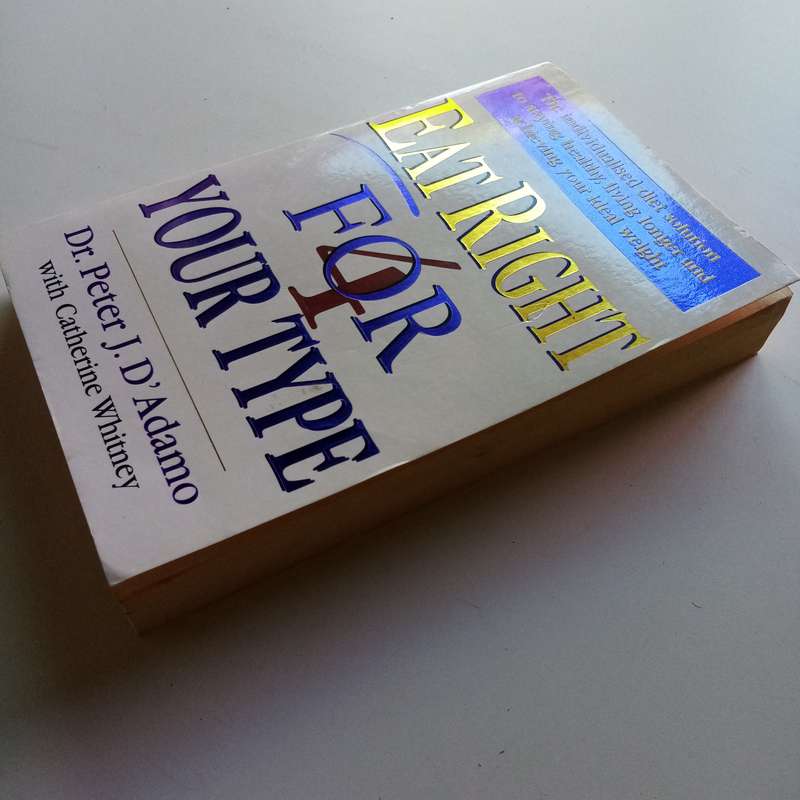 The individualised diet solution
to staying healthy, living longer and
achieving your ideal weight
EAT RIGHT
FOR
4
YOUR TYPE
Dr. Peter J. D'Adamo
with Catherine Whitney